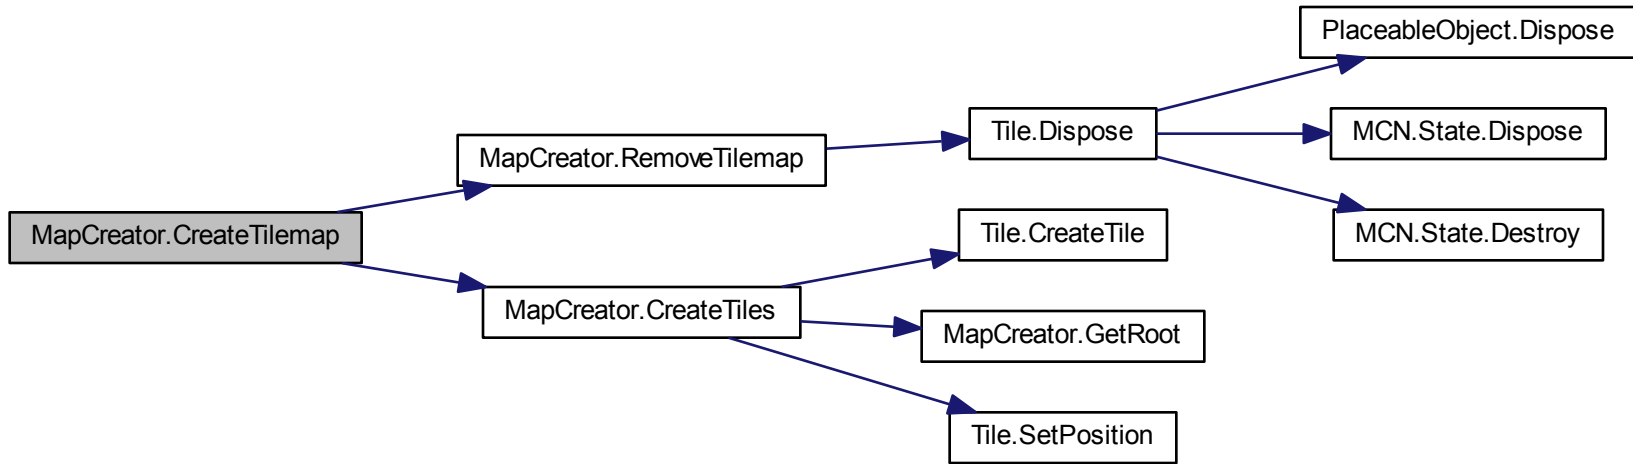 PlaceableObject.Dispose
Tile.Dispose
MCN.State.Dispose
MapCreator.RemoveTilemap
MapCreator.CreateTilemap
Tile.CreateTile
MCN.State.Destroy
MapCreator.CreateTiles
MapCreator.GetRoot
Tile.SetPosition